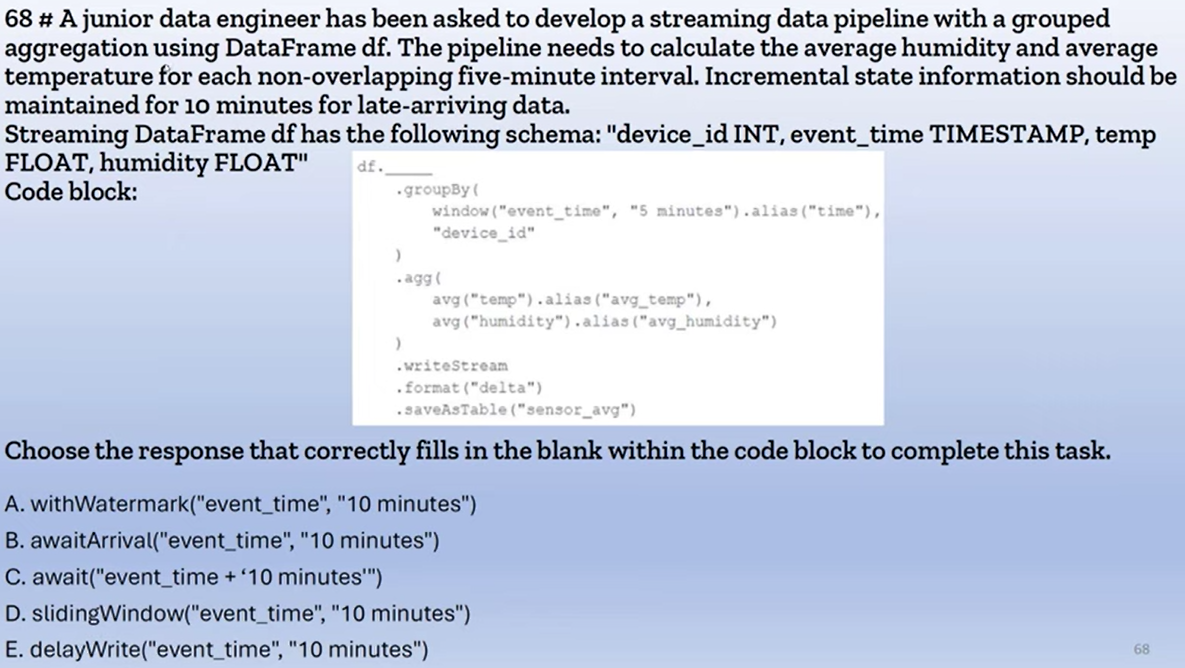 68 # A junior data engineer has been asked to develop a streaming data pipeline with a grouped
aggregation using DataFrame df. The pipeline needs to calculate the average humidity and average
temperature for each non-overlapping five-minute interval. Incremental state information should be
maintained for 10 minutes for late-arriving data.
Streaming DataFrame df has the following schema: "device_id INT, event_time TIMESTAMP, temp
FLOAT, humidity FLOAT"
Code block:
df._____
.groupBy(
window("event_time", "5 minutes").alias("time"),
"device_id"
)
.agg(
avg("temp").alias("avg_temp"),
avg("humidity").alias("avg_humidity")
)
.writeStream
.format("delta")
.saveAsTable("sensor_avg")
Choose the response that correctly fills in the blank within the code block to complete this task.
A. withWatermark("event_time", "10 minutes")
B. awaitArrival("event_time", "10 minutes")
C. await("event_time + ‘10 minutes'")
D. slidingWindow("event_time", "10 minutes")
E. delayWrite("event_time", "10 minutes")
68